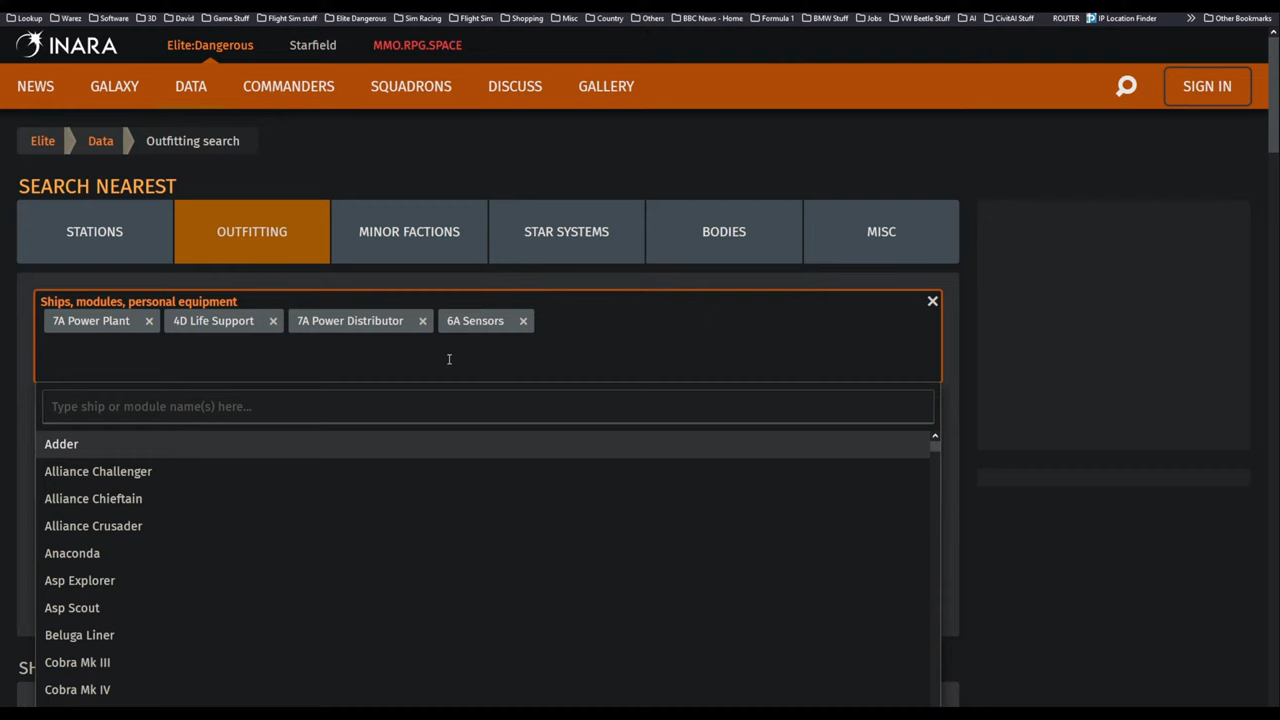 Lookup Warez Software 3D David Game Stuff Flight Sim stuff Elite Dangerous Sim Racing Flight Sim Shopping Misc Country Others BBC News - Home Formula 1 BMW Stuff Jobs VW Beetle Stuff AI CivitAI Stuff ROUTER IP Location Finder Other Bookmarks
INARA Elite:Dangerous Starfield MMO.RPG.SPACE
NEWS GALAXY DATA COMMANDERS SQUADRONS DISCUSS GALLERY SIGN IN
Elite Data Outfitting search
SEARCH NEAREST
STATIONS OUTFITTING MINOR FACTIONS STAR SYSTEMS BODIES MISC
Ships, modules, personal equipment
7A Power Plant 4D Life Support 7A Power Distributor 6A Sensors
Type ship or module name(s) here...
Adder
Alliance Challenger
Alliance Chieftain
Alliance Crusader
Anaconda
Asp Explorer
Asp Scout
Beluga Liner
Cobra Mk III
Cobra Mk IV